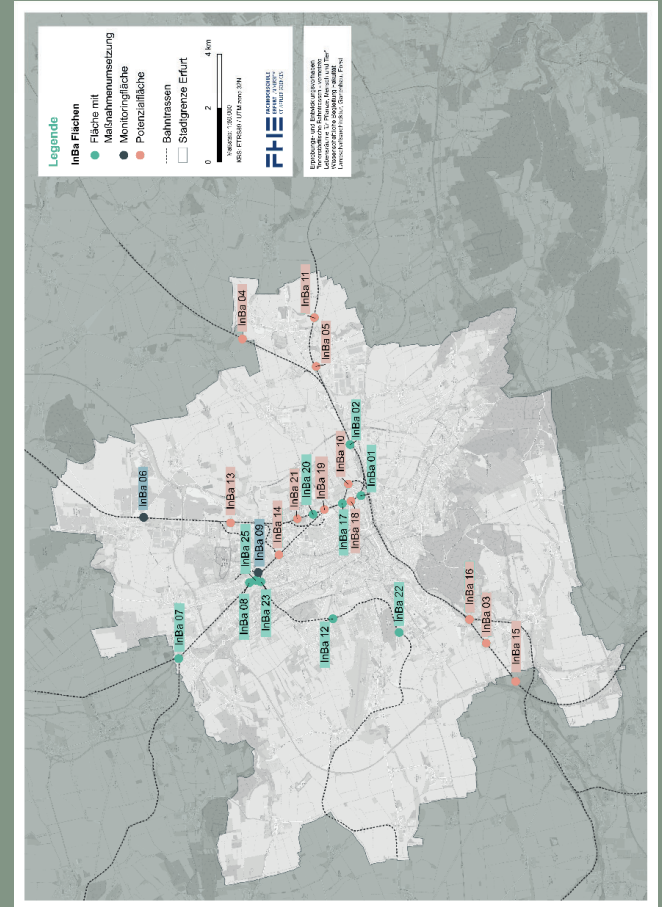 Legende
InBa Flächen
Fläche mit
Maßnahmenumsetzung
Monitoringfläche
Potenzialfläche
Bahntrassen
Stadtgrenze Erfurt
0 2 4 km
FACHHOCHSCHULE
InBa 04
InBa 11
InBa 05
InBa 02
InBa 10
InBa 01
InBa 06
InBa 13
InBa 21
InBa 20
InBa 19
InBa 17
InBa 18
InBa 14
InBa 25
InBa 09
InBa 08
InBa 23
InBa 07
InBa 12
InBa 22
InBa 16
InBa 03
InBa 15